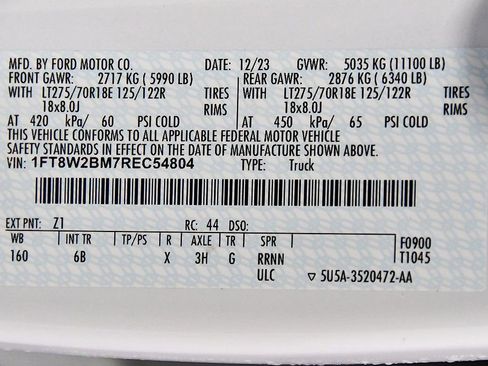 MFD. BY FORD MOTOR CO. DATE: 12/23 GVWR: 5035 KG (11100 LB)
FRONT GAWR: 2717 KG ( 5990 LB) REAR GAWR: 2876 KG ( 6340 LB)
WITH LT275/70R18E 125/122R TIRES WITH LT275/70R18E 125/122R TIRES
18x8.0J RIMS 18x8.0J RIMS
AT 420 kPa/ 60 PSI COLD AT 450 kPa/ 65 PSI COLD
THIS VEHICLE CONFORMS TO ALL APPLICABLE FEDERAL MOTOR VEHICLE
SAFETY AND BUMPER STANDARDS IN EFFECT ON THE DATE OF MANUFACTURE SHOWN ABOVE.
VIN: 1FT8W2BM7REC54804 TYPE: Truck
EXT PNT: Z1 RC: 44 DSO:
WB INT TR TP/PS R AXLE TR SPR F0900
160 6B X 3H G RRNN T1045
ULC ▽ 5U5A-3520472-AA